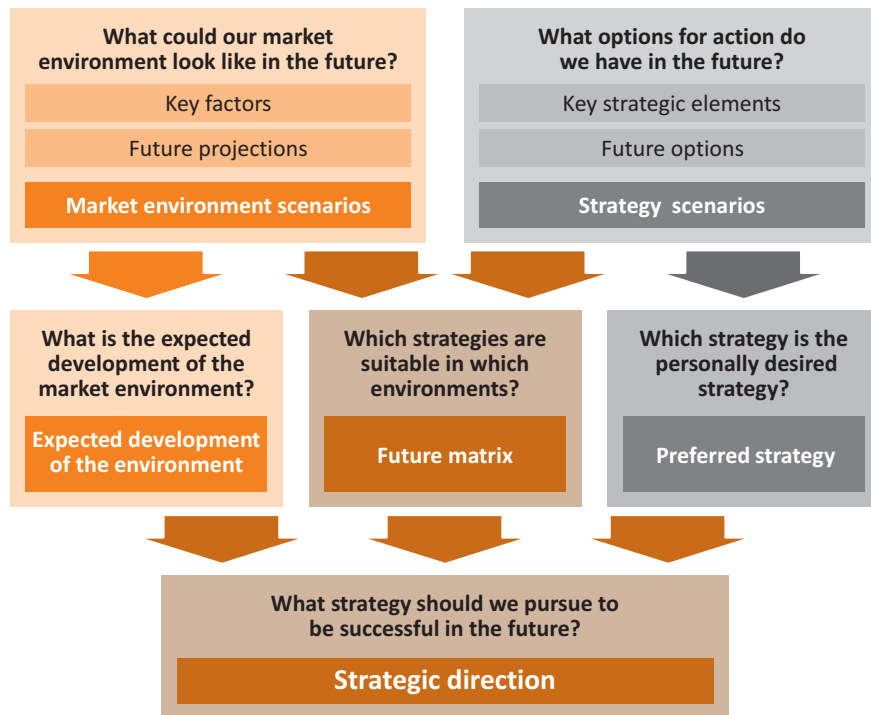 What could our market
environment look like in the future?
Key factors
Future projections
Market environment scenarios
What options for action do
we have in the future?
Key strategic elements
Future options
Strategy scenarios
What is the expected
development of the
market environment?
Expected development
of the environment
Which strategies are
suitable in which
environments?
Future matrix
Which strategy is the
personally desired
strategy?
Preferred strategy
What strategy should we pursue to
be successful in the future?
Strategic direction